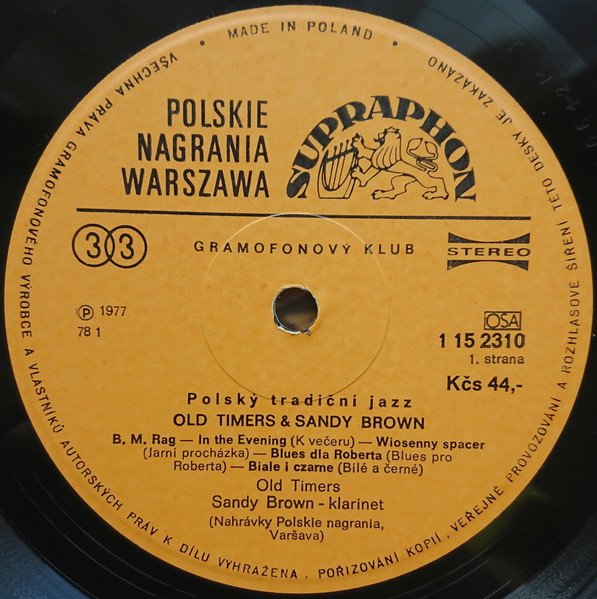 • MADE IN POLAND •
VŠECHNA PRÁVA GRAMOFONOVÉHO VÝROBCE A VLASTNÍKŮ AUTORSKÝCH PRÁV K DÍLU VYHRAŽENA. POŘIZOVÁNÍ KOPIÍ, VEŘEJNÉ PROVOZOVÁNÍ A ROZHLASOVÉ ŠÍŘENÍ TÉTO DESKY JE ZAKÁZÁNO
POLSKIE
NAGRANIA
WARSZAWA
SUPRAPHON
33
GRAMOFONOVÝ KLUB
STEREO
Ⓟ 1977
78 1
OSA
1 15 2310
1. strana
Kčs 44,-
Polský tradiční jazz
OLD TIMERS & SANDY BROWN
B. M. Rag — In the Evening (K večeru) — Wiosenny spacer
(Jarní procházka) — Blues dla Roberta (Blues pro
Roberta) — Biale i czarne (Bílé a černé)
Old Timers
Sandy Brown - klarinet
(Nahrávky Polskie nagrania,
Varšava)